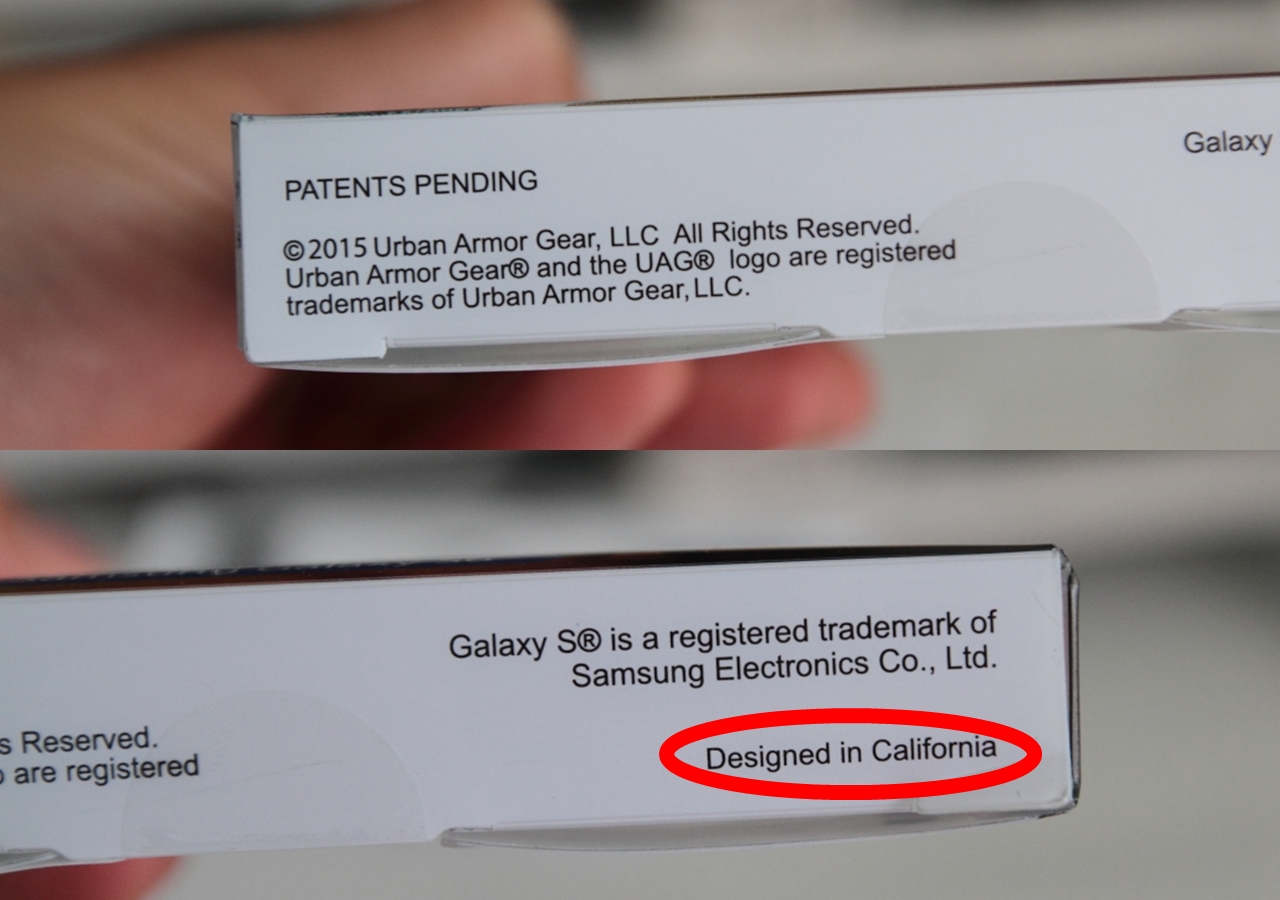 PATENTS PENDING
©2015 Urban Armor Gear, LLC All Rights Reserved.
Urban Armor Gear® and the UAG® logo are registered
trademarks of Urban Armor Gear, LLC.
Galaxy
Galaxy S® is a registered trademark of
Samsung Electronics Co., Ltd.
s Reserved.
o are registered
Designed in California